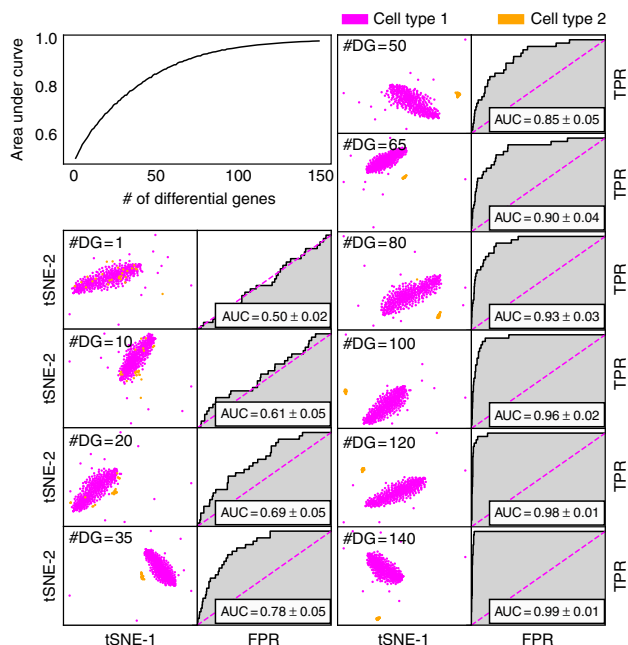 Cell type 1
Cell type 2
Area under curve
1.0
0.8
0.6
0
50
100
150
# of differential genes
#DG=1
tSNE-2
AUC=0.50±0.02
#DG=10
tSNE-2
AUC=0.61±0.05
#DG=20
tSNE-2
AUC=0.69±0.05
#DG=35
tSNE-2
AUC=0.78±0.05
tSNE-1
FPR
#DG=50
TPR
AUC=0.85±0.05
#DG=65
TPR
AUC=0.90±0.04
#DG=80
TPR
AUC=0.93±0.03
#DG=100
TPR
AUC=0.96±0.02
#DG=120
TPR
AUC=0.98±0.01
#DG=140
TPR
AUC=0.99±0.01
tSNE-1
FPR